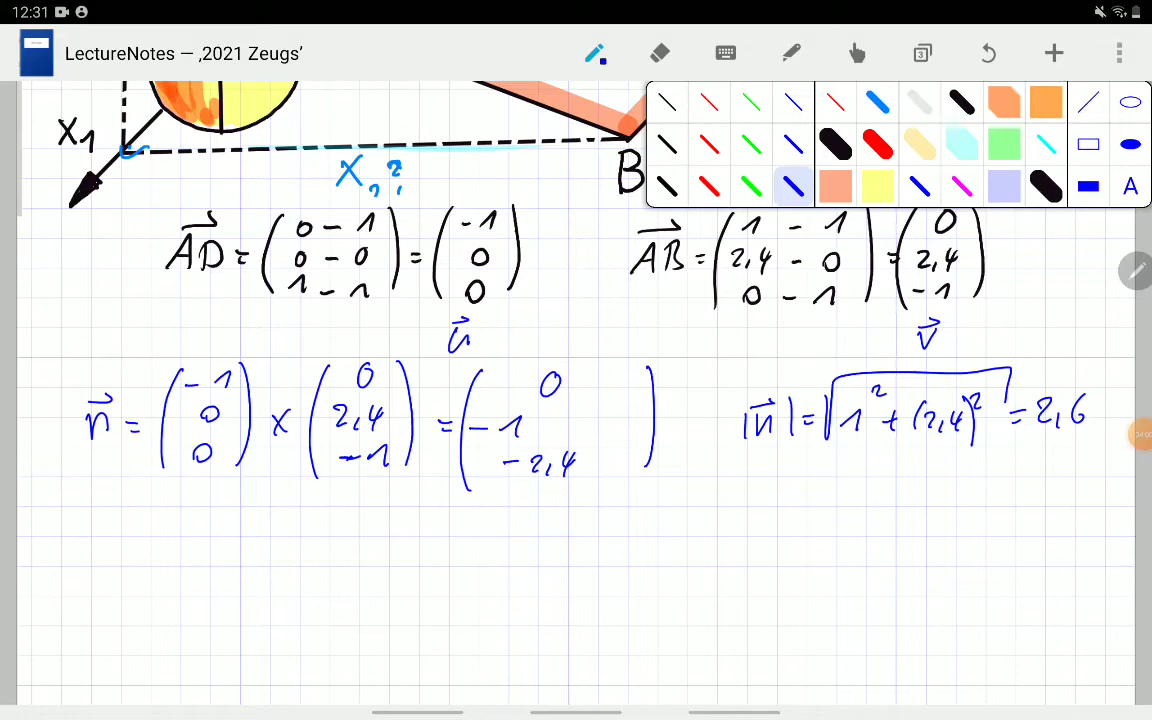 12:31
LectureNotes — ‚2021 Zeugs’
3
A
X1
X2
B
AD = (0 - 1, 0 - 0, 1 - 1) = (-1, 0, 0)
AB = (1 - 1, 2,4 - 0, 0 - 1) = (0, 2,4, -1)
u
v
n = (-1, 0, 0) × (0, 2,4, -1) = (0, -1, -2,4)
|n| = √1² + (2,4)² = 2,6